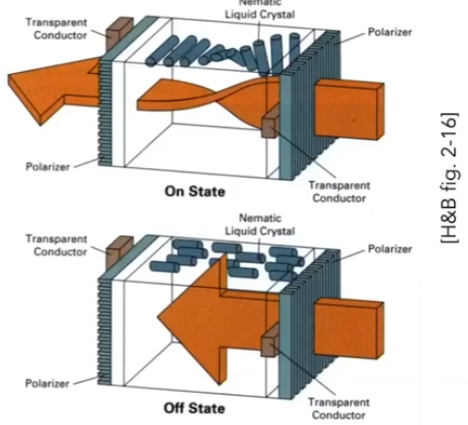 Nematic
Liquid Crystal
Transparent
Conductor
Polarizer
Polarizer
Transparent
Conductor
On State
[H&B fig. 2-16]
Nematic
Liquid Crystal
Transparent
Conductor
Polarizer
Polarizer
Transparent
Conductor
Off State